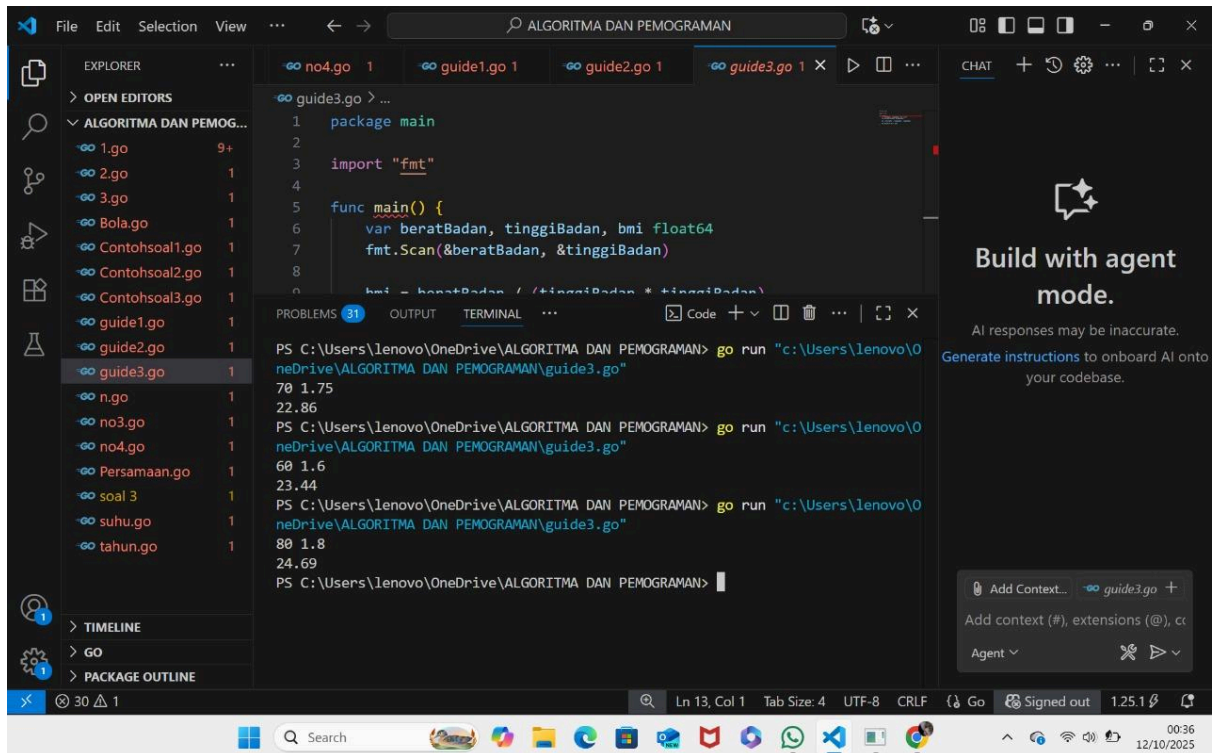 File Edit Selection View ... ALGORITMA DAN PEMOGRAMAN
EXPLORER ...
> OPEN EDITORS
ALGORITMA DAN PEMOG...
1.go 9+
2.go 1
3.go 1
Bola.go 1
Contohsoal1.go 1
Contohsoal2.go 1
Contohsoal3.go 1
guide1.go 1
guide2.go 1
guide3.go 1
n.go 1
no3.go 1
no4.go 1
Persamaan.go 1
soal 3 1
suhu.go 1
tahun.go 1
> TIMELINE
> GO
> PACKAGE OUTLINE
no4.go 1 guide1.go 1 guide2.go 1 guide3.go 1
guide3.go > ...
1 package main
2
3 import "fmt"
4
5 func main() {
6 var beratBadan, tinggiBadan, bmi float64
7 fmt.Scan(&beratBadan, &tinggiBadan)
8
9 bmi = beratBadan / (tinggiBadan * tinggiBadan)
PROBLEMS 31 OUTPUT TERMINAL ... Code
PS C:\Users\lenovo\OneDrive\ALGORITMA DAN PEMOGRAMAN> go run "c:\Users\lenovo\O
neDrive\ALGORITMA DAN PEMOGRAMAN\guide3.go"
70 1.75
22.86
PS C:\Users\lenovo\OneDrive\ALGORITMA DAN PEMOGRAMAN> go run "c:\Users\lenovo\O
neDrive\ALGORITMA DAN PEMOGRAMAN\guide3.go"
60 1.6
23.44
PS C:\Users\lenovo\OneDrive\ALGORITMA DAN PEMOGRAMAN> go run "c:\Users\lenovo\O
neDrive\ALGORITMA DAN PEMOGRAMAN\guide3.go"
80 1.8
24.69
PS C:\Users\lenovo\OneDrive\ALGORITMA DAN PEMOGRAMAN>
CHAT
Build with agent
mode.
AI responses may be inaccurate.
Generate instructions to onboard AI onto
your codebase.
Add Context... guide3.go +
Add context (#), extensions (@), co
Agent
30 1 Ln 13, Col 1 Tab Size: 4 UTF-8 CRLF Go Signed out 1.25.1
Search
00:36
12/10/2025